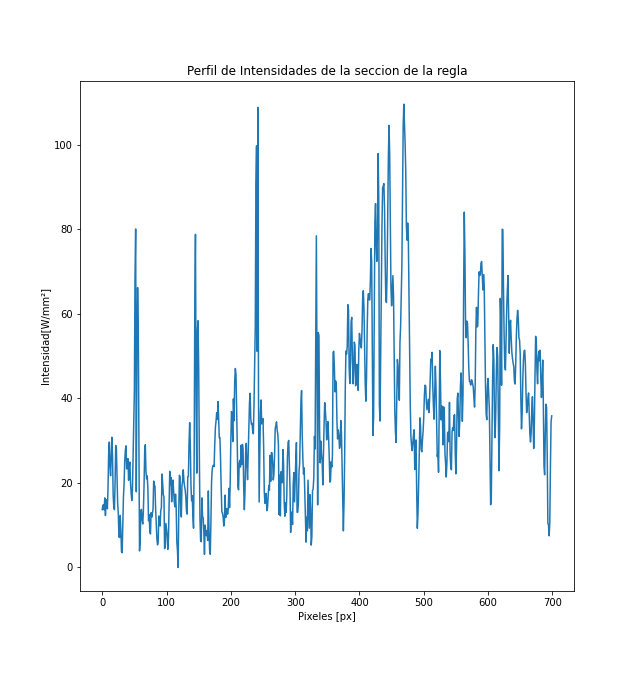 Perfil de Intensidades de la seccion de la regla
Intensidad[W/mm²]
100
80
60
40
20
0
0 100 200 300 400 500 600 700
Pixeles [px]